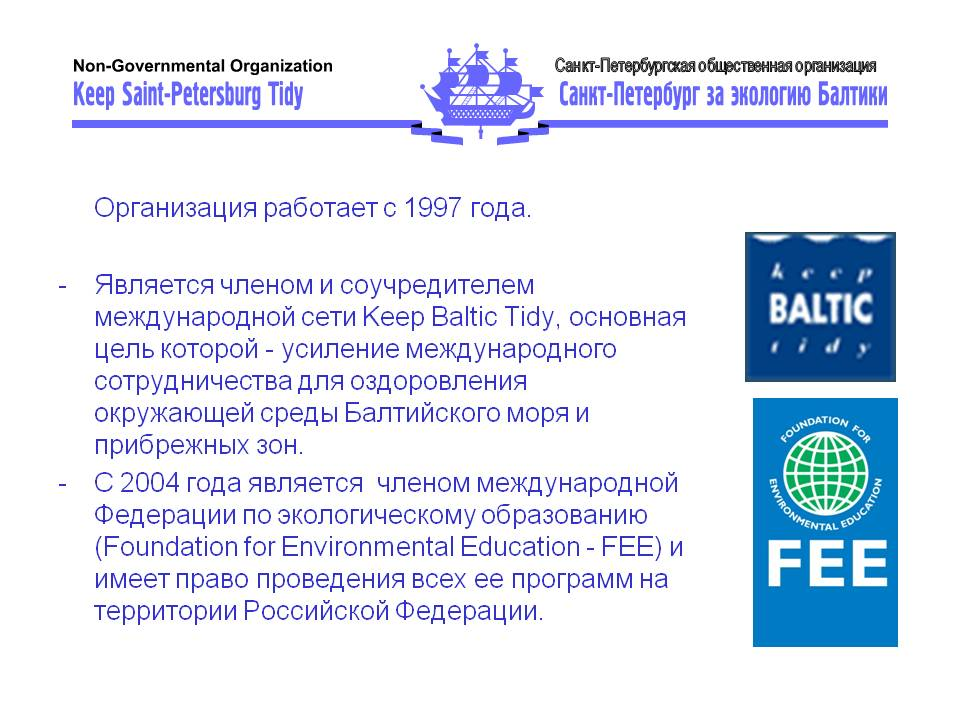 Non-Governmental Organization
Keep Saint-Petersburg Tidy
Санкт-Петербургская общественная организация
Санкт-Петербург за экологию Балтики
Организация работает с 1997 года.
- Является членом и соучредителем
международной сети Keep Baltic Tidy, основная
цель которой - усиление международного
сотрудничества для оздоровления
окружающей среды Балтийского моря и
прибрежных зон.
- С 2004 года является членом международной
Федерации по экологическому образованию
(Foundation for Environmental Education - FEE) и
имеет право проведения всех ее программ на
территории Российской Федерации.
keep
BALTIC
tidy
FOUNDATION FOR
ENVIRONMENTAL EDUCATION
FEE